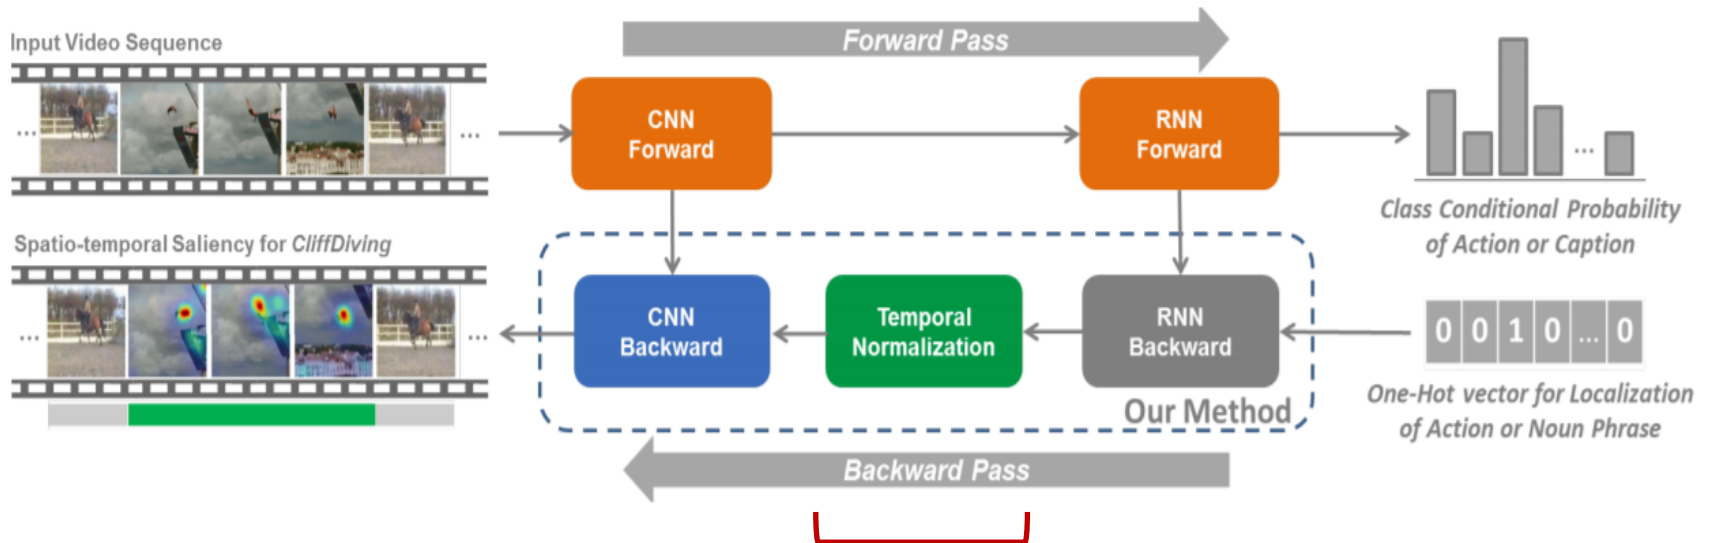 Input Video Sequence
Forward Pass
...
...
CNN
Forward
RNN
Forward
...
Class Conditional Probability
of Action or Caption
Spatio-temporal Saliency for CliffDiving
...
...
CNN
Backward
Temporal
Normalization
RNN
Backward
Our Method
0 0 1 0 ... 0
One-Hot vector for Localization
of Action or Noun Phrase
Backward Pass